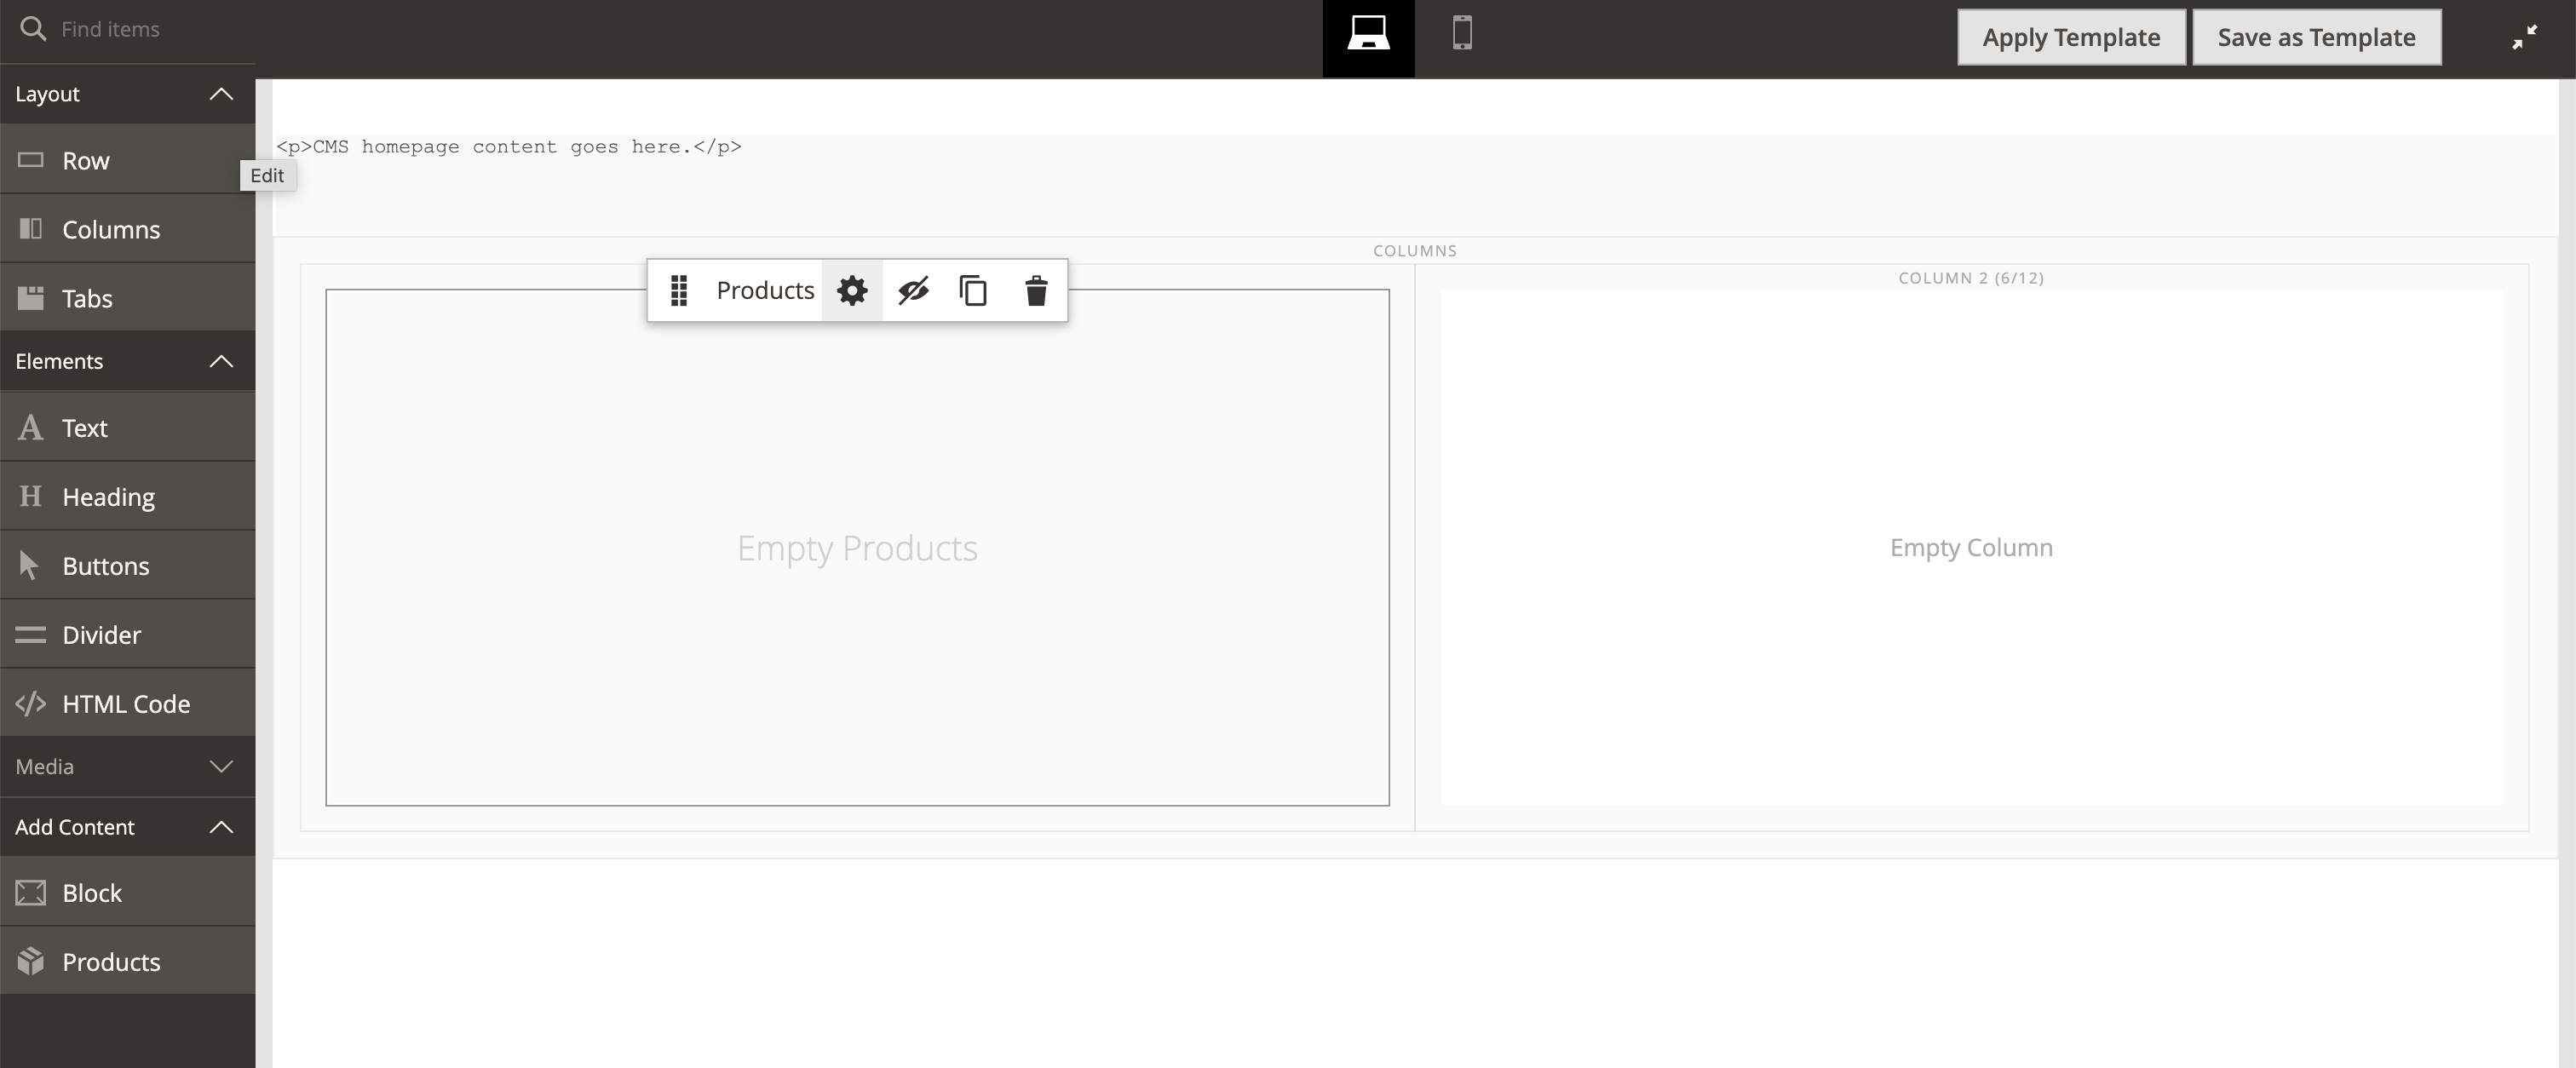 Find items
Apply Template
Save as Template
Layout
Row
Edit
Columns
Tabs
Elements
Text
Heading
Buttons
Divider
HTML Code
Media
Add Content
Block
Products
<p>CMS homepage content goes here.</p>
COLUMNS
Products
COLUMN 2 (6/12)
Empty Products
Empty Column